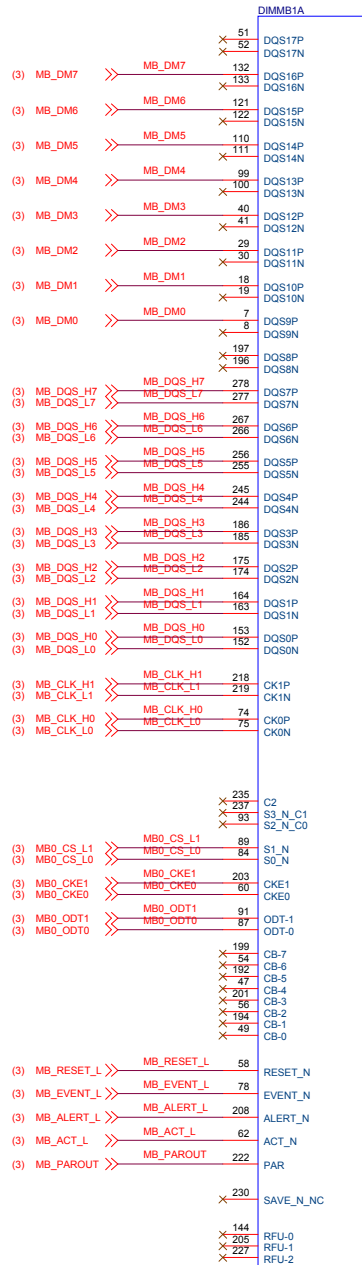 DIMMB1A
51 DQS17P
52 DQS17N
(3) MB_DM7 MB_DM7 132 DQS16P
133 DQS16N
(3) MB_DM6 MB_DM6 121 DQS15P
122 DQS15N
(3) MB_DM5 MB_DM5 110 DQS14P
111 DQS14N
(3) MB_DM4 MB_DM4 99 DQS13P
100 DQS13N
(3) MB_DM3 MB_DM3 40 DQS12P
41 DQS12N
(3) MB_DM2 MB_DM2 29 DQS11P
30 DQS11N
(3) MB_DM1 MB_DM1 18 DQS10P
19 DQS10N
(3) MB_DM0 MB_DM0 7 DQS9P
8 DQS9N
197 DQS8P
196 DQS8N
(3) MB_DQS_H7 MB_DQS_H7 278 DQS7P
(3) MB_DQS_L7 MB_DQS_L7 277 DQS7N
(3) MB_DQS_H6 MB_DQS_H6 267 DQS6P
(3) MB_DQS_L6 MB_DQS_L6 266 DQS6N
(3) MB_DQS_H5 MB_DQS_H5 256 DQS5P
(3) MB_DQS_L5 MB_DQS_L5 255 DQS5N
(3) MB_DQS_H4 MB_DQS_H4 245 DQS4P
(3) MB_DQS_L4 MB_DQS_L4 244 DQS4N
(3) MB_DQS_H3 MB_DQS_H3 186 DQS3P
(3) MB_DQS_L3 MB_DQS_L3 185 DQS3N
(3) MB_DQS_H2 MB_DQS_H2 175 DQS2P
(3) MB_DQS_L2 MB_DQS_L2 174 DQS2N
(3) MB_DQS_H1 MB_DQS_H1 164 DQS1P
(3) MB_DQS_L1 MB_DQS_L1 163 DQS1N
(3) MB_DQS_H0 MB_DQS_H0 153 DQS0P
(3) MB_DQS_L0 MB_DQS_L0 152 DQS0N
(3) MB_CLK_H1 MB_CLK_H1 218 CK1P
(3) MB_CLK_L1 MB_CLK_L1 219 CK1N
(3) MB_CLK_H0 MB_CLK_H0 74 CK0P
(3) MB_CLK_L0 MB_CLK_L0 75 CK0N
235 C2
237 S3_N_C1
93 S2_N_C0
(3) MB0_CS_L1 MB0_CS_L1 89 S1_N
(3) MB0_CS_L0 MB0_CS_L0 84 S0_N
(3) MB0_CKE1 MB0_CKE1 203 CKE1
(3) MB0_CKE0 MB0_CKE0 60 CKE0
(3) MB0_ODT1 MB0_ODT1 91 ODT-1
(3) MB0_ODT0 MB0_ODT0 87 ODT-0
199 CB-7
54 CB-6
192 CB-5
47 CB-4
201 CB-3
56 CB-2
194 CB-1
49 CB-0
(3) MB_RESET_L MB_RESET_L 58 RESET_N
(3) MB_EVENT_L MB_EVENT_L 78 EVENT_N
(3) MB_ALERT_L MB_ALERT_L 208 ALERT_N
(3) MB_ACT_L MB_ACT_L 62 ACT_N
(3) MB_PAROUT MB_PAROUT 222 PAR
230 SAVE_N_NC
144 RFU-0
205 RFU-1
227 RFU-2